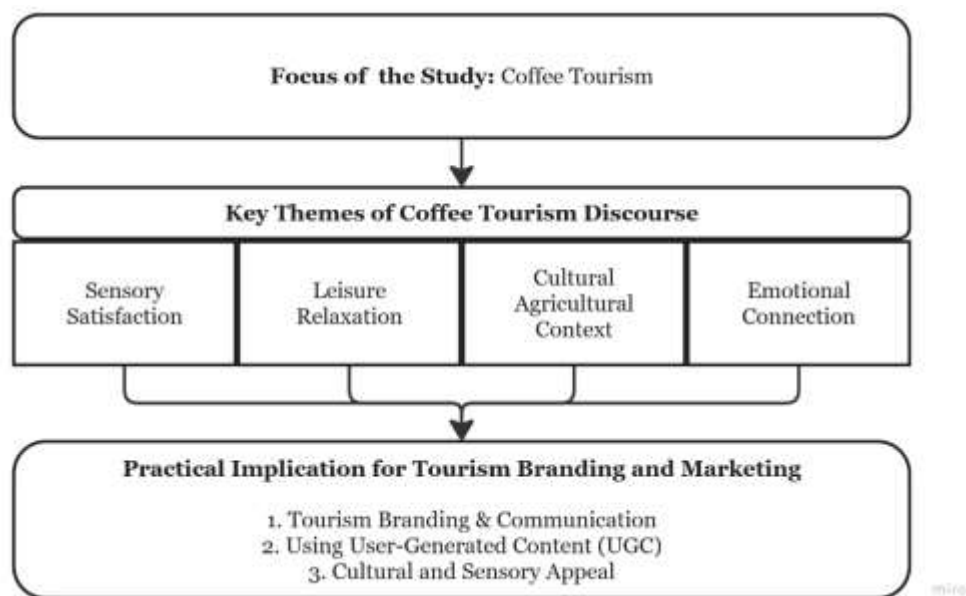 Focus of the Study: Coffee Tourism
Key Themes of Coffee Tourism Discourse
Sensory
Satisfaction
Leisure
Relaxation
Cultural
Agricultural
Context
Emotional
Connection
Practical Implication for Tourism Branding and Marketing
1. Tourism Branding & Communication
2. Using User-Generated Content (UGC)
3. Cultural and Sensory Appeal
miro